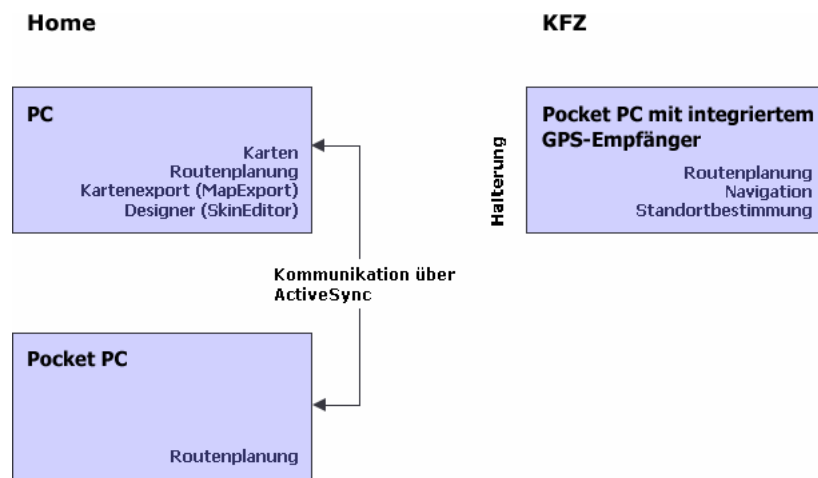 Home
PC
Karten
Routenplanung
Kartenexport (MapExport)
Designer (SkinEditor)
Kommunikation über
ActiveSync
Pocket PC
Routenplanung
KFZ
Halterung
Pocket PC mit integriertem
GPS-Empfänger
Routenplanung
Navigation
Standortbestimmung